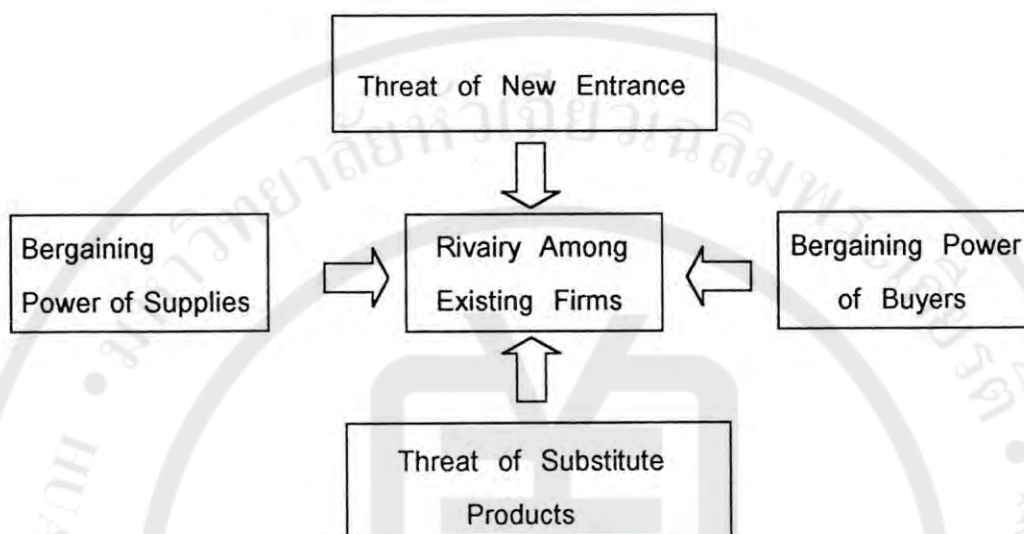 Threat of New Entrance
Bergaining
Power of Supplies
Rivairy Among
Existing Firms
Bergaining Power
of Buyers
Threat of Substitute
Products